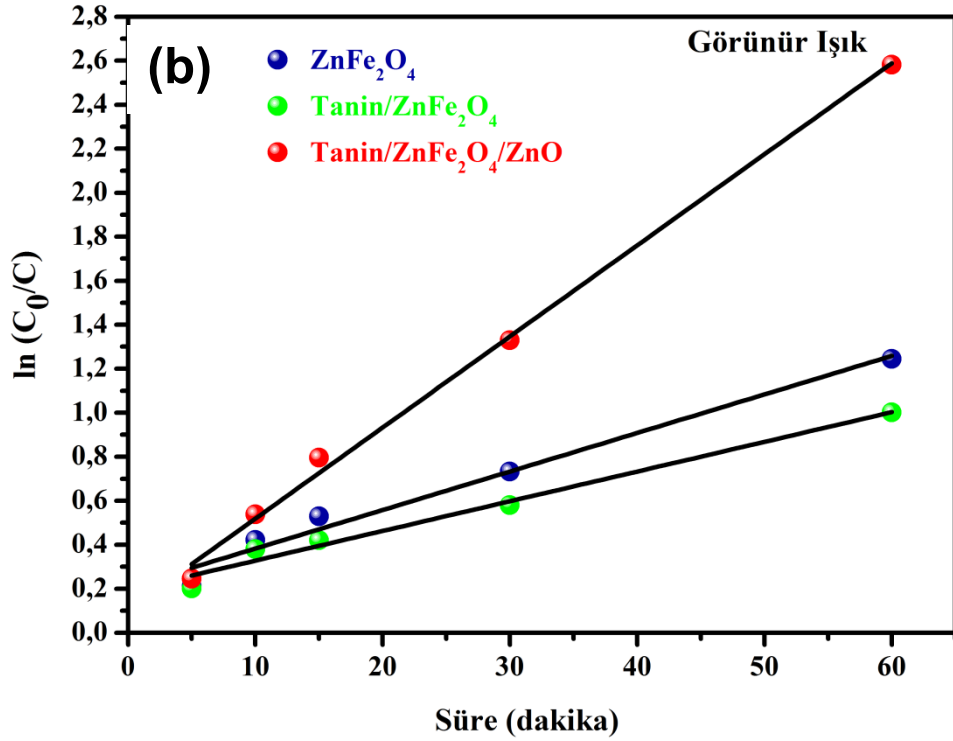 (b)
Görünür Işık
ZnFe₂O₄
Tanin/ZnFe₂O₄
Tanin/ZnFe₂O₄/ZnO
ln (C₀/C)
2,8
2,6
2,4
2,2
2,0
1,8
1,6
1,4
1,2
1,0
0,8
0,6
0,4
0,2
0,0
0 10 20 30 40 50 60
Süre (dakika)